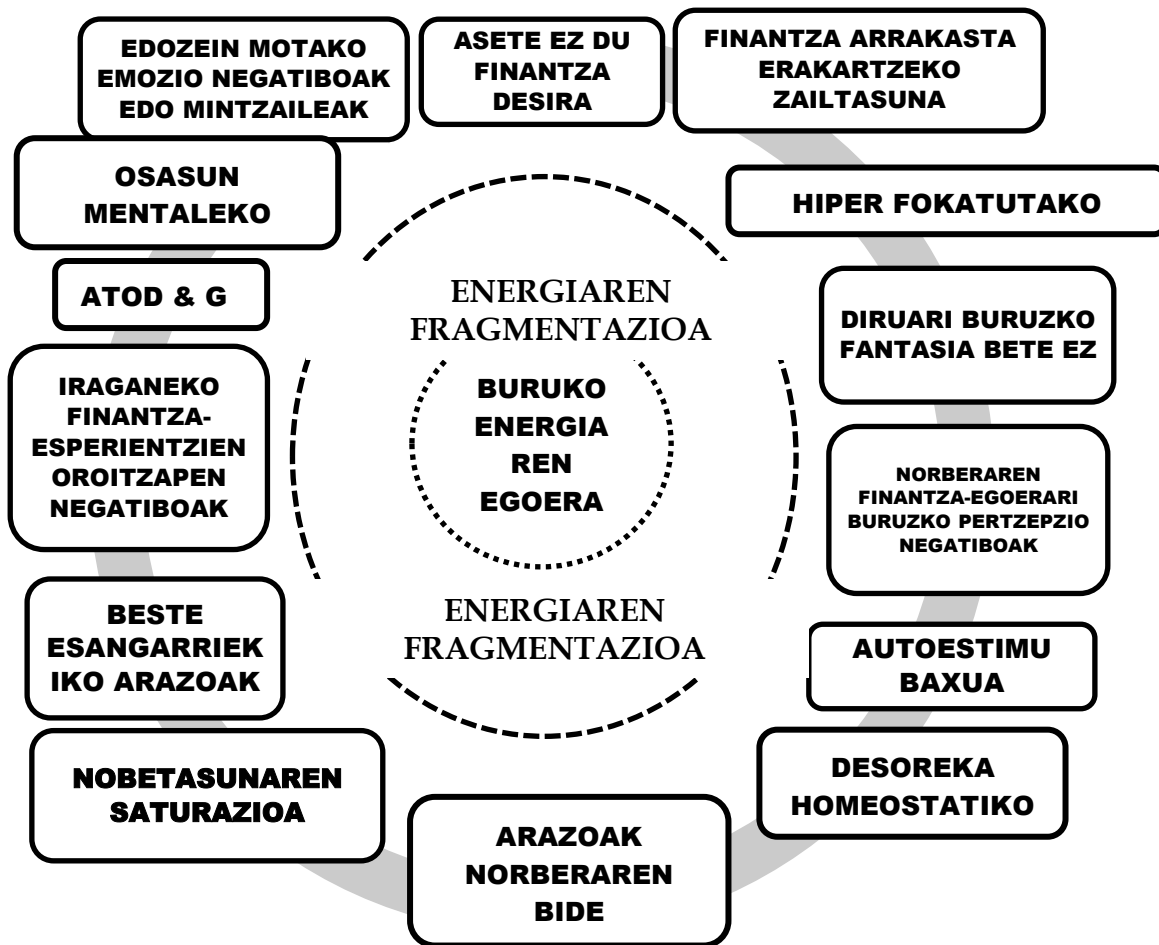 EDOZEIN MOTAKO
EMOZIO NEGATIBOAK
EDO MINTZAILEAK
ASETE EZ DU
FINANTZA
DESIRA
FINANTZA ARRAKASTA
ERAKARTZEKO
ZAILTASUNA
OSASUN
MENTALEKO
HIPER FOKATUTAKO
ATOD & G
ENERGIAREN
FRAGMENTAZIOA
DIRUARI BURUZKO
FANTASIA BETE EZ
IRAGANEKO
FINANTZA-
ESPERIENTZIEN
OROITZAPEN
NEGATIBOAK
BURUKO
ENERGIA
REN
EGOERA
NORBERAREN
FINANTZA-EGOERARI
BURUZKO PERTZEPZIO
NEGATIBOAK
BESTE
ESANGARRIEK
IKO ARAZOAK
ENERGIAREN
FRAGMENTAZIOA
AUTOESTIMU
BAXUA
NOBETASUNAREN
SATURAZIOA
DESOREKA
HOMEOSTATIKO
ARAZOAK
NORBERAREN
BIDE